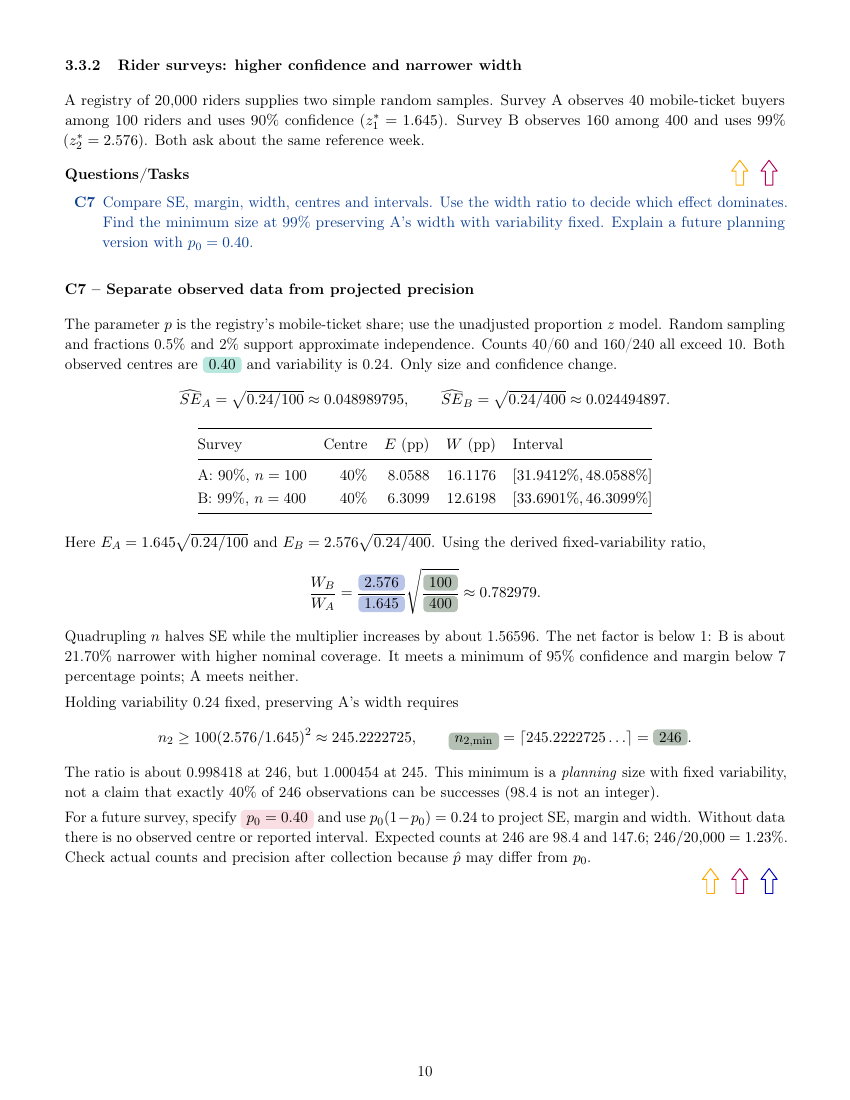 3.3.2 Rider surveys: higher confidence and narrower width
A registry of 20,000 riders supplies two simple random samples. Survey A observes 40 mobile-ticket buyers
among 100 riders and uses 90% confidence (z₁* = 1.645). Survey B observes 160 among 400 and uses 99%
(z₂* = 2.576). Both ask about the same reference week.
Questions/Tasks
C7 Compare SE, margin, width, centres and intervals. Use the width ratio to decide which effect dominates.
Find the minimum size at 99% preserving A's width with variability fixed. Explain a future planning
version with p₀ = 0.40.
C7 – Separate observed data from projected precision
The parameter p is the registry's mobile-ticket share; use the unadjusted proportion z model. Random sampling
and fractions 0.5% and 2% support approximate independence. Counts 40/60 and 160/240 all exceed 10. Both
observed centres are 0.40 and variability is 0.24. Only size and confidence change.
S͡E_A = √(0.24/100) ≈ 0.048989795, S͡E_B = √(0.24/400) ≈ 0.024494897.
Survey Centre E (pp) W (pp) Interval
A: 90%, n = 100 40% 8.0588 16.1176 [31.9412%, 48.0588%]
B: 99%, n = 400 40% 6.3099 12.6198 [33.6901%, 46.3099%]
Here E_A = 1.645√(0.24/100) and E_B = 2.576√(0.24/400). Using the derived fixed-variability ratio,
W_B/W_A = 2.576/1.645 √(100/400) ≈ 0.782979.
Quadrupling n halves SE while the multiplier increases by about 1.56596. The net factor is below 1: B is about
21.70% narrower with higher nominal coverage. It meets a minimum of 95% confidence and margin below 7
percentage points; A meets neither.
Holding variability 0.24 fixed, preserving A's width requires
n₂ ≥ 100(2.576/1.645)² ≈ 245.2222725, n₂,min = ⌈245.2222725 …⌉ = 246.
The ratio is about 0.998418 at 246, but 1.000454 at 245. This minimum is a planning size with fixed variability,
not a claim that exactly 40% of 246 observations can be successes (98.4 is not an integer).
For a future survey, specify p₀ = 0.40 and use p₀(1−p₀) = 0.24 to project SE, margin and width. Without data
there is no observed centre or reported interval. Expected counts at 246 are 98.4 and 147.6; 246/20,000 = 1.23%.
Check actual counts and precision after collection because p̂ may differ from p₀.
10